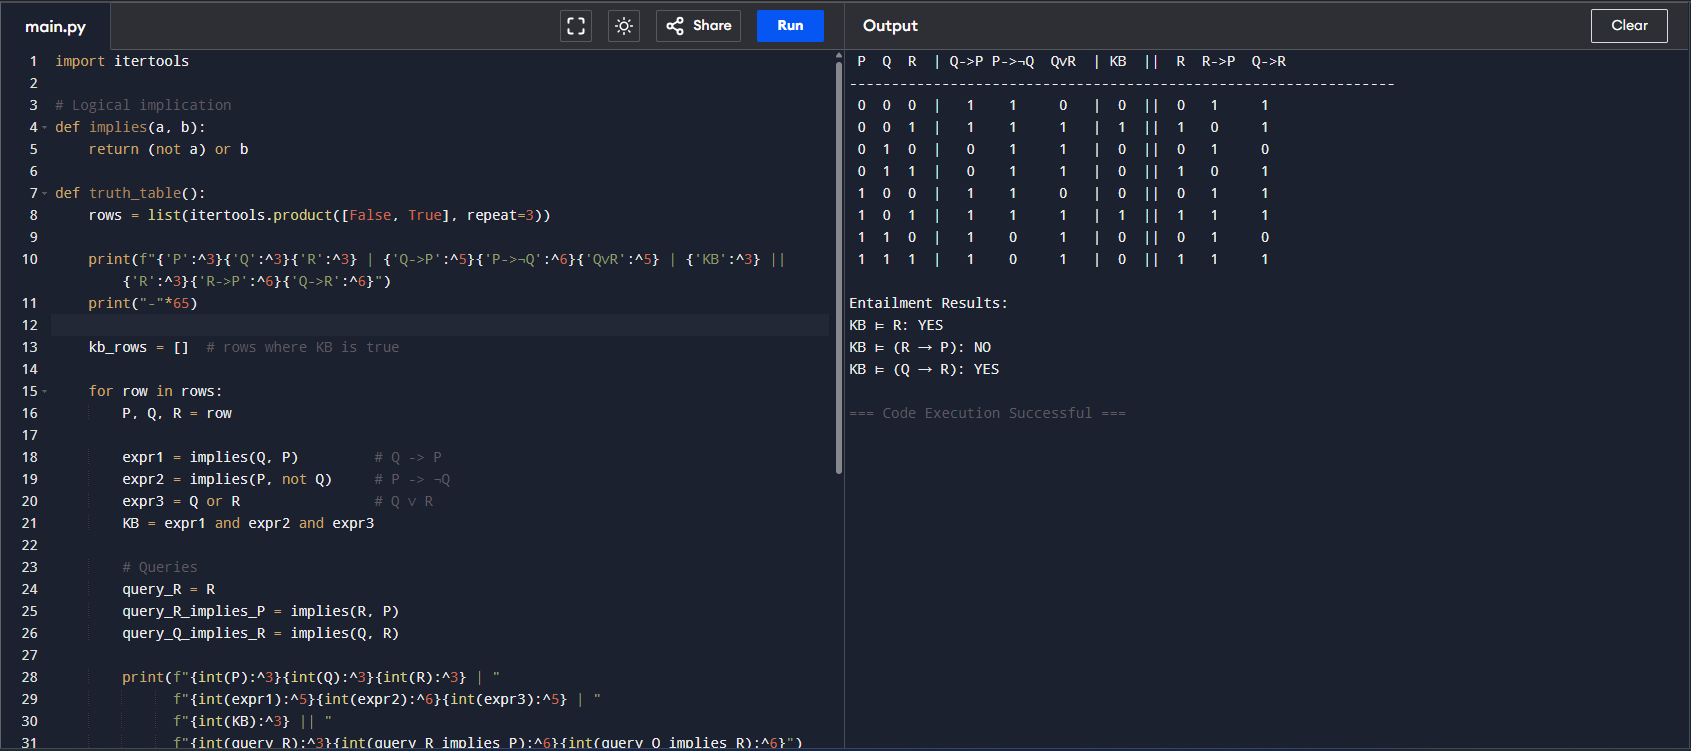 main.py
Share
Run
1 import itertools
2
3 # Logical implication
4 def implies(a, b):
5     return (not a) or b
6
7 def truth_table():
8     rows = list(itertools.product([False, True], repeat=3))
9
10     print(f"{'P':^3}{'Q':^3}{'R':^3} | {'Q->P':^5}{'P->¬Q':^6}{'Q∨R':^5} | {'KB':^3} ||
        {'R':^3}{'R->P':^6}{'Q->R':^6}")
11     print("-"*65)
12
13     kb_rows = []  # rows where KB is true
14
15     for row in rows:
16         P, Q, R = row
17
18         expr1 = implies(Q, P)         # Q -> P
19         expr2 = implies(P, not Q)     # P -> ¬Q
20         expr3 = Q or R                # Q ∨ R
21         KB = expr1 and expr2 and expr3
22
23         # Queries
24         query_R = R
25         query_R_implies_P = implies(R, P)
26         query_Q_implies_R = implies(Q, R)
27
28         print(f"{int(P):^3}{int(Q):^3}{int(R):^3} | "
29               f"{int(expr1):^5}{int(expr2):^6}{int(expr3):^5} | "
30               f"{int(KB):^3} || "
31               f"{int(query_R):^3}{int(query_R_implies_P):^6}{int(query_Q_implies_R):^6}")
Output
Clear
P  Q  R  | Q->P P->¬Q  Q∨R  | KB  ||  R  R->P  Q->R
-----------------------------------------------------------------
0  0  0  |   1    1     0   |  0  ||  0   1     1
0  0  1  |   1    1     1   |  1  ||  1   0     1
0  1  0  |   0    1     1   |  0  ||  0   1     0
0  1  1  |   0    1     1   |  0  ||  1   0     1
1  0  0  |   1    1     0   |  0  ||  0   1     1
1  0  1  |   1    1     1   |  1  ||  1   1     1
1  1  0  |   1    0     1   |  0  ||  0   1     0
1  1  1  |   1    0     1   |  0  ||  1   1     1
Entailment Results:
KB ⊨ R: YES
KB ⊨ (R → P): NO
KB ⊨ (Q → R): YES
=== Code Execution Successful ===